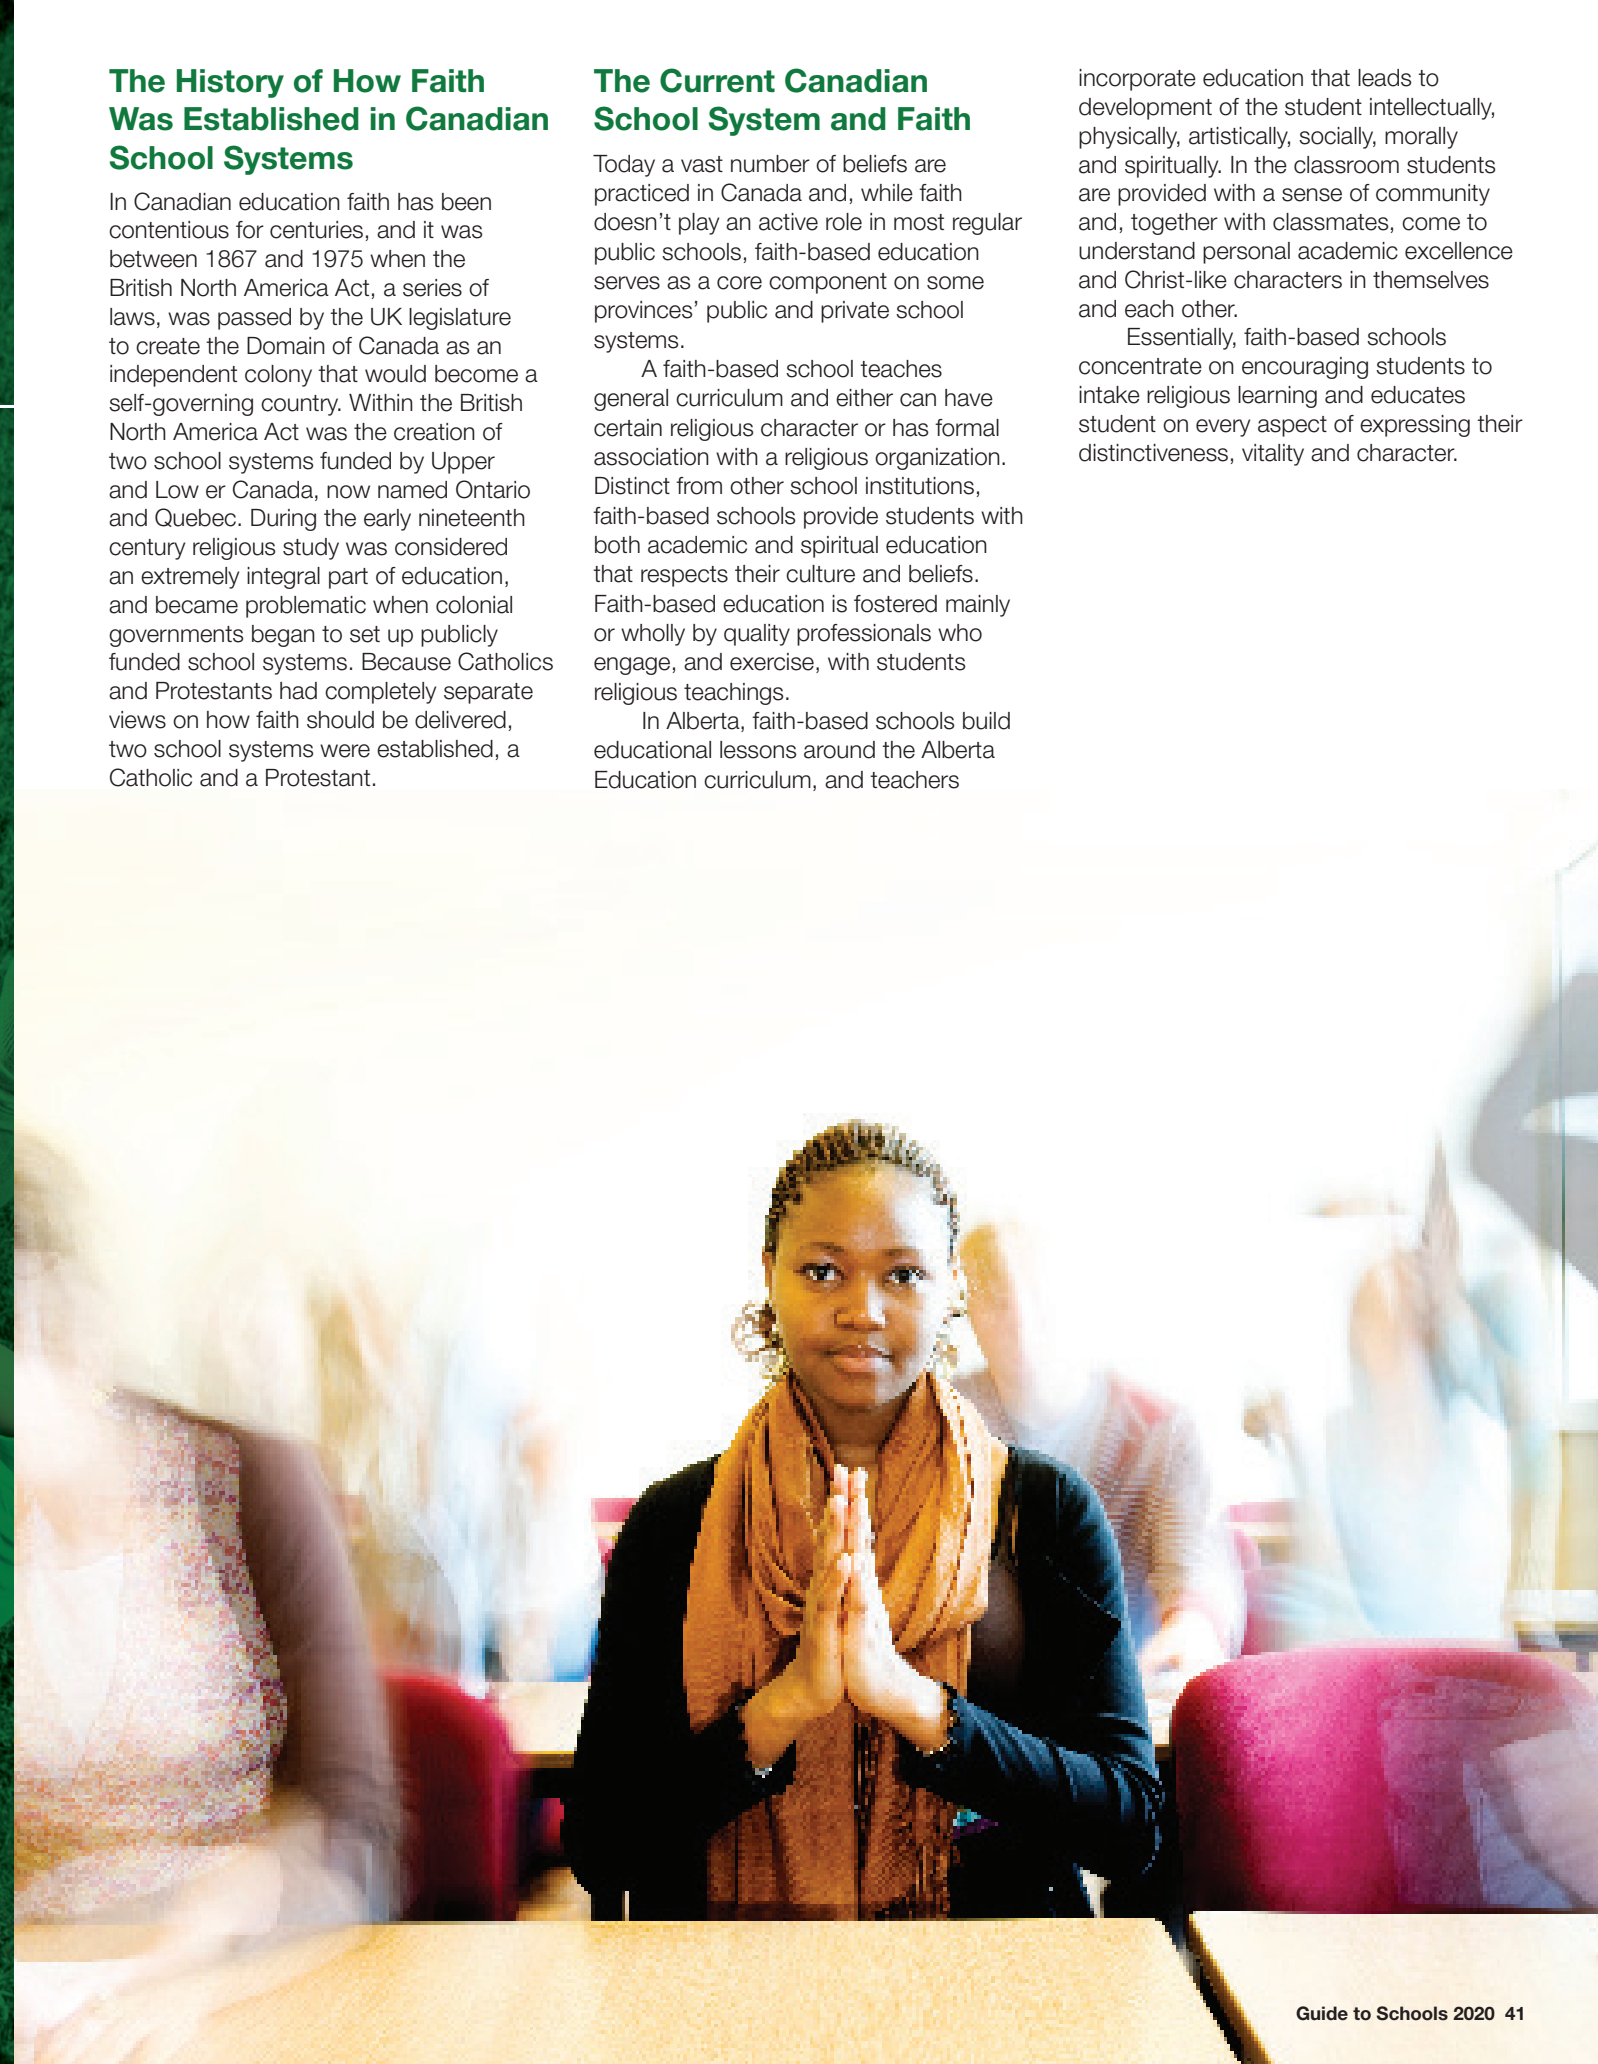 The History of How Faith
Was Established in Canadian
School Systems
In Canadian education faith has been
contentious for centuries, and it was
between 1867 and 1975 when the
British North America Act, a series of
laws, was passed by the UK legislature
to create the Domain of Canada as an
independent colony that would become a
self-governing country. Within the British
North America Act was the creation of
two school systems funded by Upper
and Low er Canada, now named Ontario
and Quebec. During the early nineteenth
century religious study was considered
an extremely integral part of education,
and became problematic when colonial
governments began to set up publicly
funded school systems. Because Catholics
and Protestants had completely separate
views on how faith should be delivered,
two school systems were established, a
Catholic and a Protestant.
The Current Canadian
School System and Faith
Today a vast number of beliefs are
practiced in Canada and, while faith
doesn’t play an active role in most regular
public schools, faith-based education
serves as a core component on some
provinces’ public and private school
systems.
A faith-based school teaches
general curriculum and either can have
certain religious character or has formal
association with a religious organization.
Distinct from other school institutions,
faith-based schools provide students with
both academic and spiritual education
that respects their culture and beliefs.
Faith-based education is fostered mainly
or wholly by quality professionals who
engage, and exercise, with students
religious teachings.
In Alberta, faith-based schools build
educational lessons around the Alberta
Education curriculum, and teachers
incorporate education that leads to
development of the student intellectually,
physically, artistically, socially, morally
and spiritually. In the classroom students
are provided with a sense of community
and, together with classmates, come to
understand personal academic excellence
and Christ-like characters in themselves
and each other.
Essentially, faith-based schools
concentrate on encouraging students to
intake religious learning and educates
student on every aspect of expressing their
distinctiveness, vitality and character.
Guide to Schools 2020 41